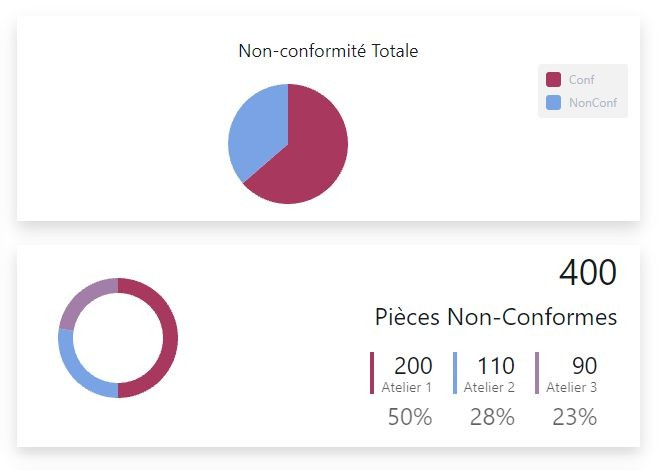 Non-conformité Totale
Conf
NonConf
400
Pièces Non-Conformes
200 110 90
Atelier 1 Atelier 2 Atelier 3
50% 28% 23%